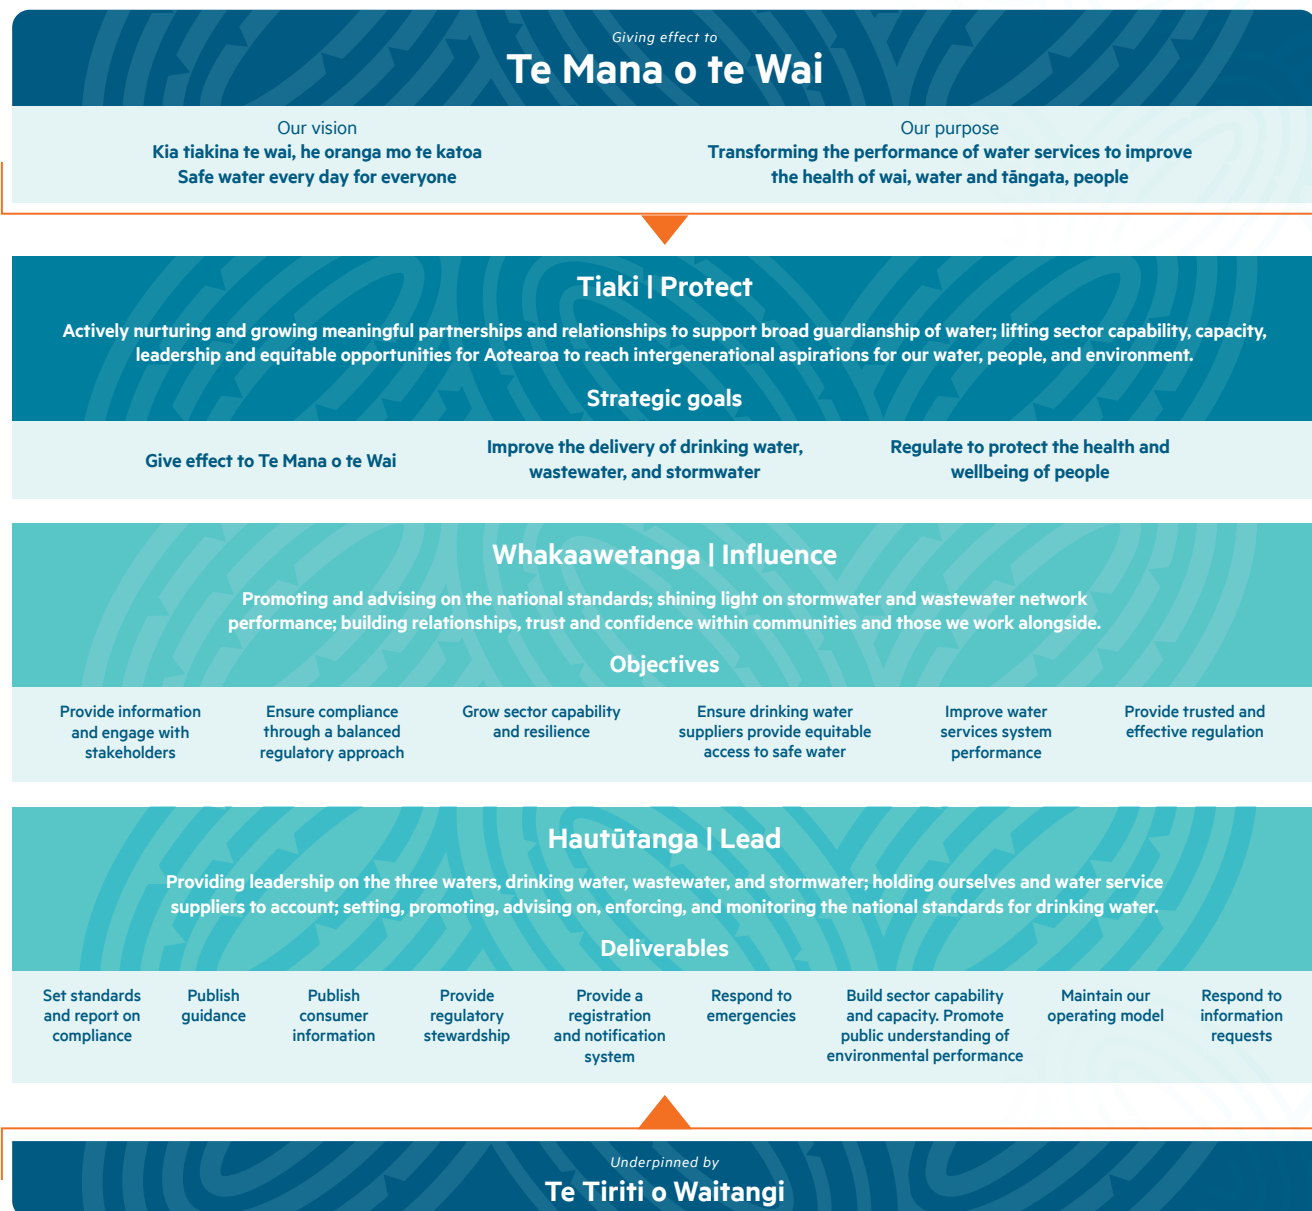 Giving effect to
Te Mana o te Wai
Our vision
Kia tiakina te wai, he oranga mo te katoa
Safe water every day for everyone
Our purpose
Transforming the performance of water services to improve
the health of wai, water and tāngata, people
Tiaki | Protect
Actively nurturing and growing meaningful partnerships and relationships to support broad guardianship of water; lifting sector capability, capacity,
leadership and equitable opportunities for Aotearoa to reach intergenerational aspirations for our water, people, and environment.
Strategic goals
Give effect to Te Mana o te Wai
Improve the delivery of drinking water,
wastewater, and stormwater
Regulate to protect the health and
wellbeing of people
Whakaawetanga | Influence
Promoting and advising on the national standards; shining light on stormwater and wastewater network
performance; building relationships, trust and confidence within communities and those we work alongside.
Objectives
Provide information
and engage with
stakeholders
Ensure compliance
through a balanced
regulatory approach
Grow sector capability
and resilience
Ensure drinking water
suppliers provide equitable
access to safe water
Improve water
services system
performance
Provide trusted and
effective regulation
Hautūtanga | Lead
Providing leadership on the three waters, drinking water, wastewater, and stormwater; holding ourselves and water service
suppliers to account; setting, promoting, advising on, enforcing, and monitoring the national standards for drinking water.
Deliverables
Set standards
and report on
compliance
Publish
guidance
Publish
consumer
information
Provide
regulatory
stewardship
Provide a
registration
and notification
system
Respond to
emergencies
Build sector capability
and capacity. Promote
public understanding of
environmental performance
Maintain our
operating model
Respond to
information
requests
Underpinned by
Te Tiriti o Waitangi